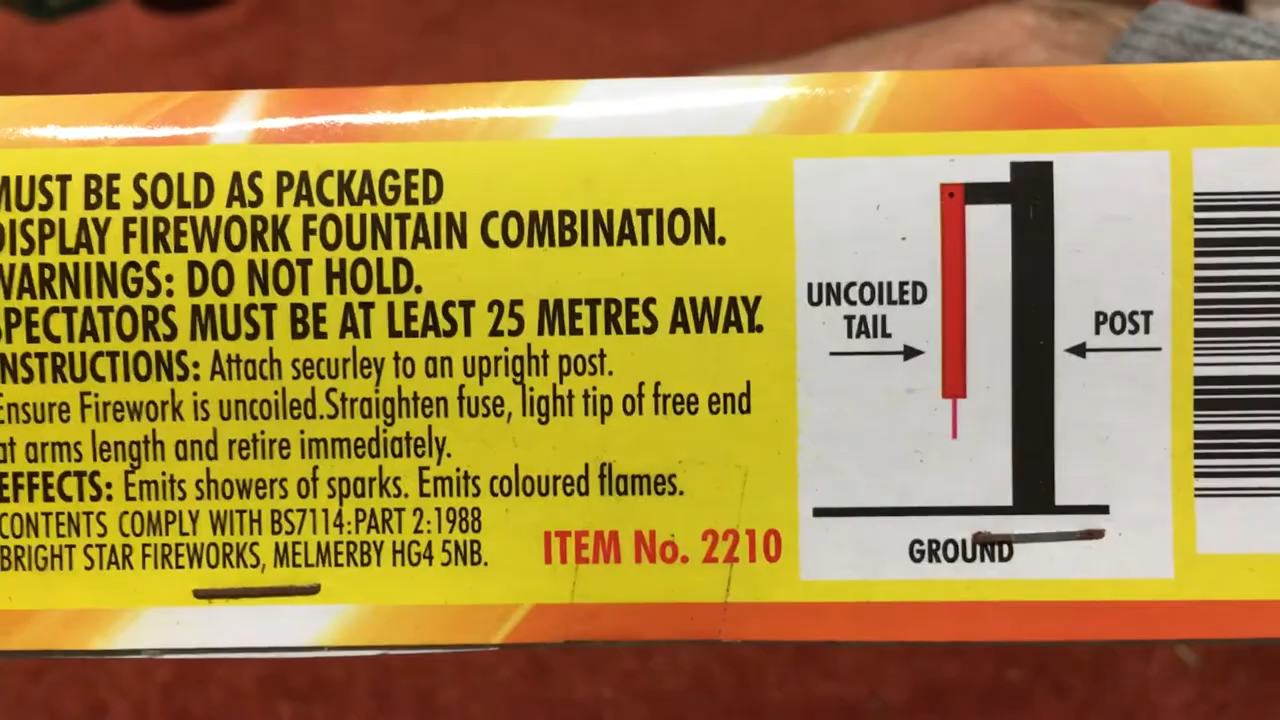 MUST BE SOLD AS PACKAGED
DISPLAY FIREWORK FOUNTAIN COMBINATION.
WARNINGS: DO NOT HOLD.
SPECTATORS MUST BE AT LEAST 25 METRES AWAY.
INSTRUCTIONS: Attach securley to an upright post.
Ensure Firework is uncoiled.Straighten fuse, light tip of free end
at arms length and retire immediately.
EFFECTS: Emits showers of sparks. Emits coloured flames.
CONTENTS COMPLY WITH BS7114:PART 2:1988
BRIGHT STAR FIREWORKS, MELMERBY HG4 5NB.
ITEM No. 2210
UNCOILED
TAIL
POST
GROUND